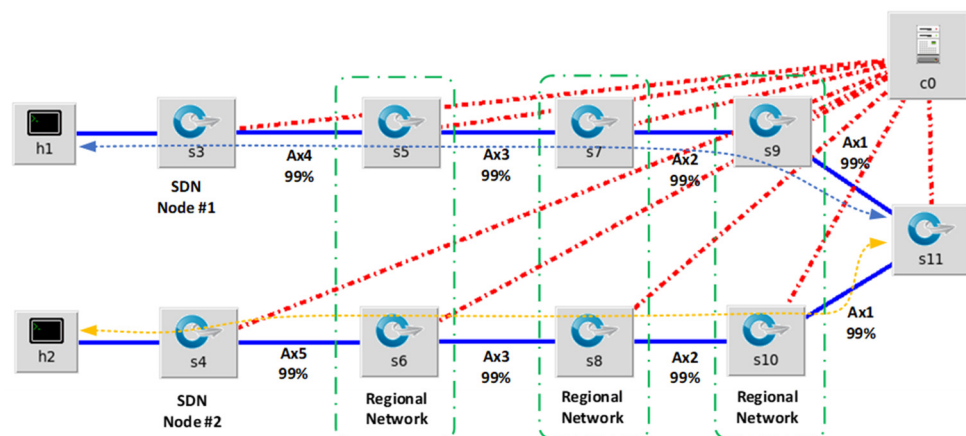 c0
h1
s3
s5
s7
s9
Ax4
99%
Ax3
99%
Ax2
99%
Ax1
99%
SDN
Node #1
s11
h2
s4
s6
s8
s10
Ax5
99%
Ax3
99%
Ax2
99%
Ax1
99%
SDN
Node #2
Regional
Network
Regional
Network
Regional
Network